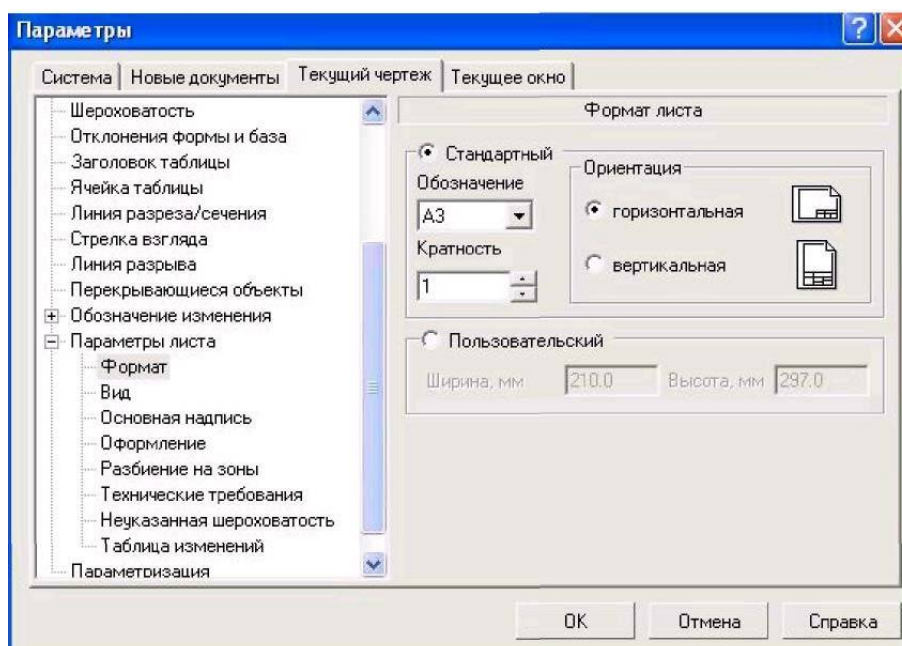 Параметры
Система Новые документы Текущий чертеж Текущее окно
Шероховатость
Отклонения формы и база
Заголовок таблицы
Ячейка таблицы
Линия разреза/сечения
Стрелка взгляда
Линия разрыва
Перекрывающиеся объекты
Обозначение изменения
Параметры листа
Формат
Вид
Основная надпись
Оформление
Разбиение на зоны
Технические требования
Неуказанная шероховатость
Таблица изменений
Параметризация
Формат листа
Стандартный
Обозначение
А3
Кратность
1
Ориентация
горизонтальная
вертикальная
Пользовательский
Ширина, мм 210.0 Высота, мм 297.0
OK Отмена Справка